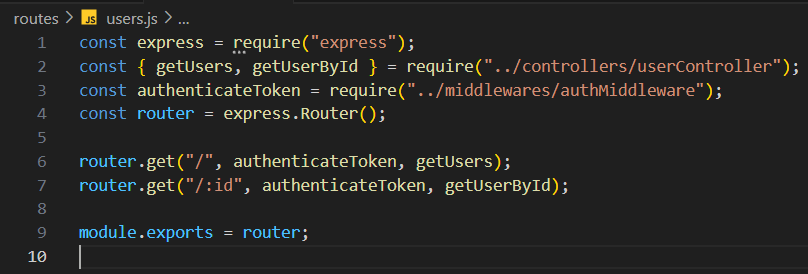 routes > JS users.js > ...
1 const express = require("express");
2 const { getUsers, getUserById } = require("../controllers/userController");
3 const authenticateToken = require("../middlewares/authMiddleware");
4 const router = express.Router();
5
6 router.get("/", authenticateToken, getUsers);
7 router.get("/:id", authenticateToken, getUserById);
8
9 module.exports = router;
10